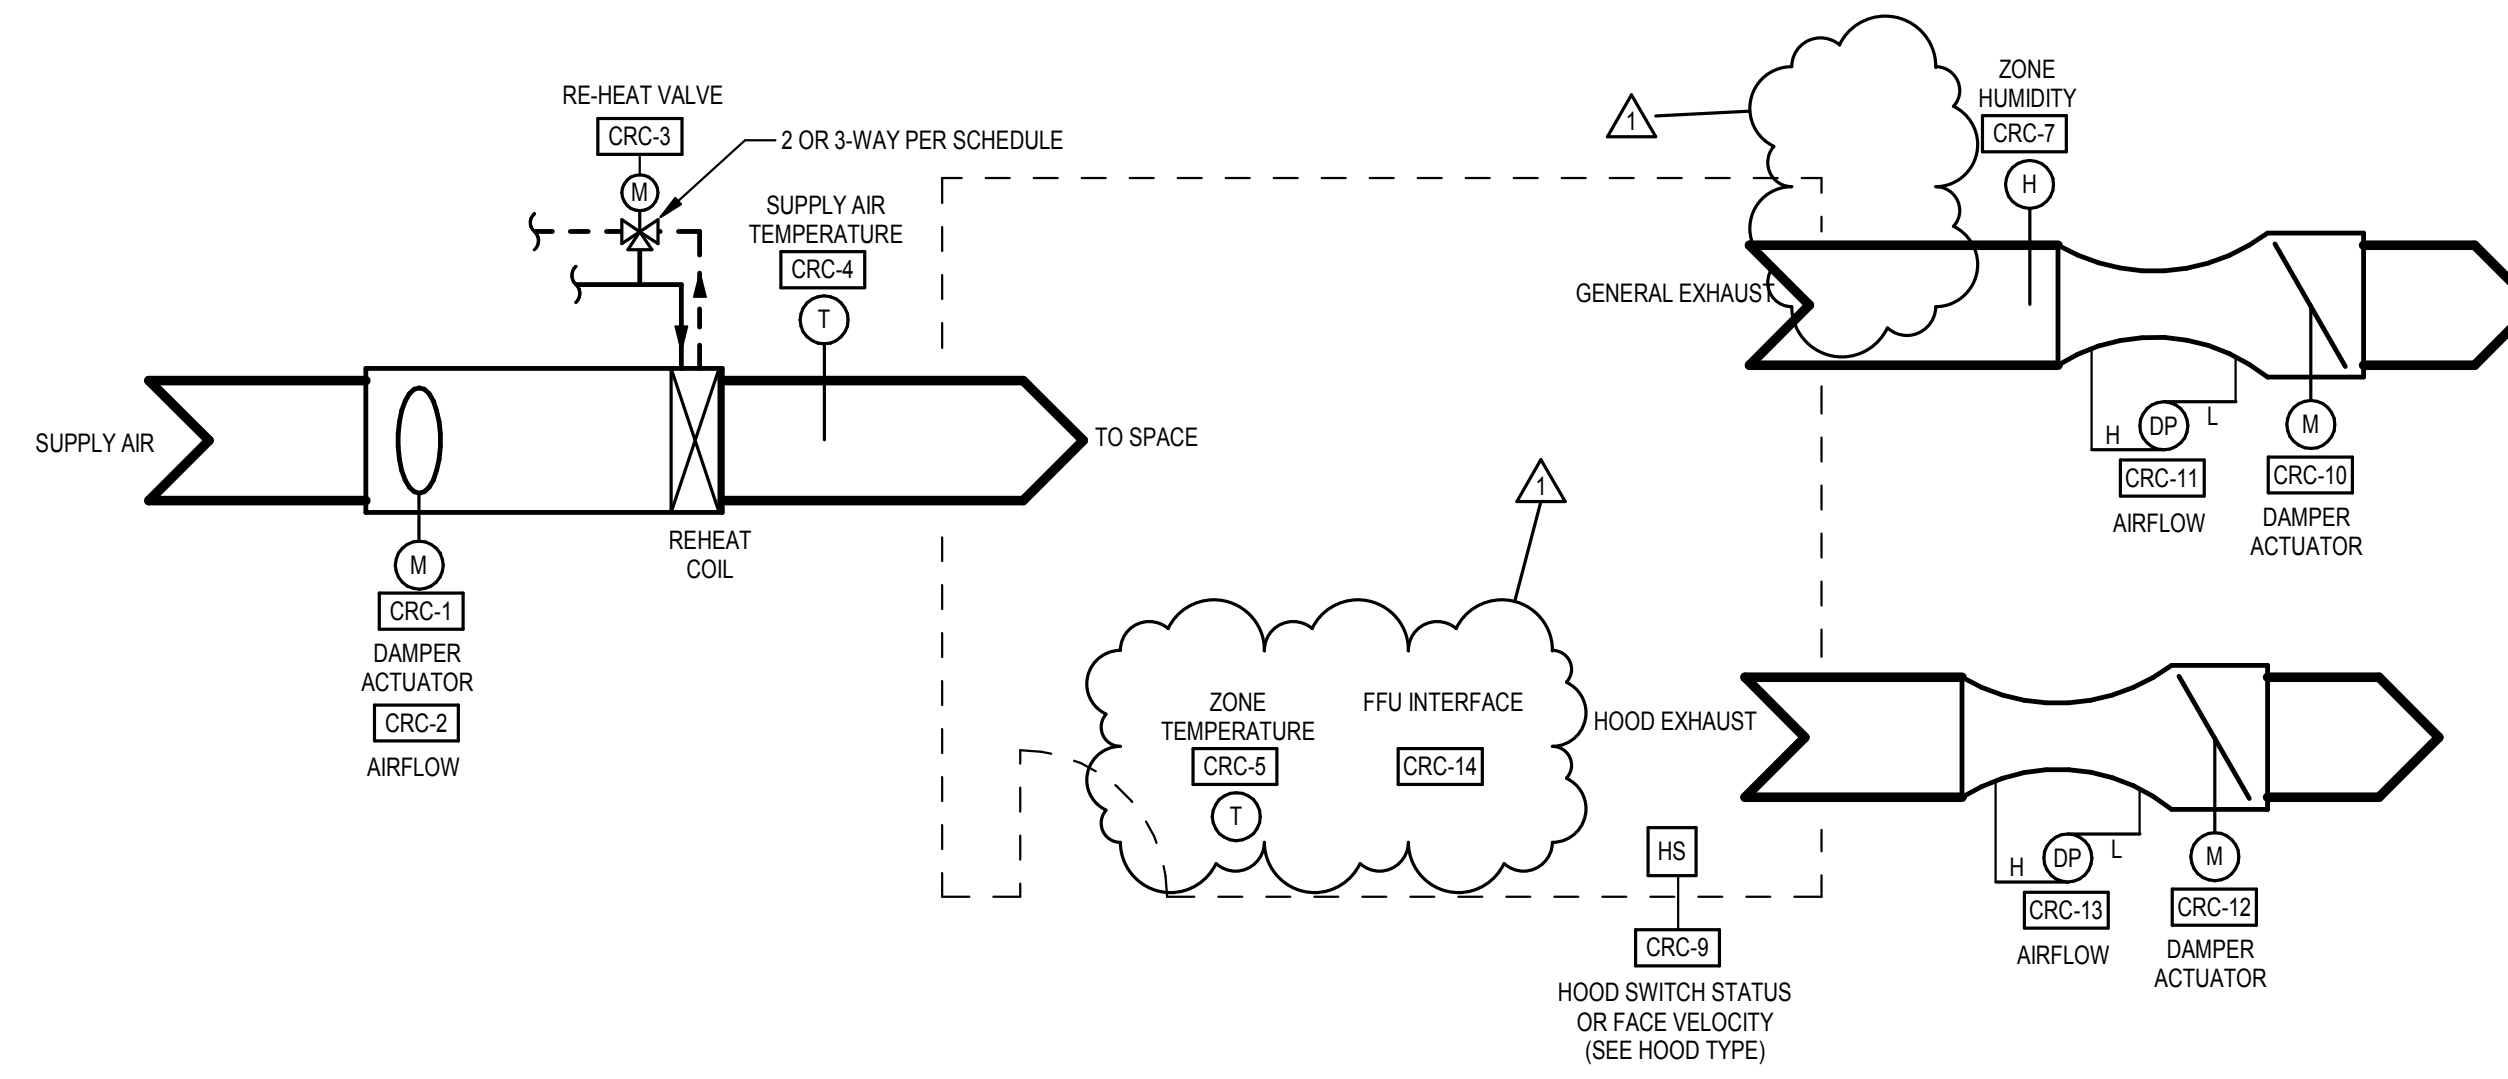 RE-HEAT VALVE
CRC-3
M
2 OR 3-WAY PER SCHEDULE
SUPPLY AIR
TEMPERATURE
CRC-4
T
SUPPLY AIR
TO SPACE
REHEAT
COIL
M
CRC-1
DAMPER
ACTUATOR
CRC-2
AIRFLOW
1
ZONE
HUMIDITY
CRC-7
H
GENERAL EXHAUST
H
DP
L
CRC-11
AIRFLOW
M
CRC-10
DAMPER
ACTUATOR
1
ZONE
TEMPERATURE
CRC-5
T
FFU INTERFACE
CRC-14
HOOD EXHAUST
HS
CRC-9
HOOD SWITCH STATUS
OR FACE VELOCITY
(SEE HOOD TYPE)
H
DP
L
CRC-13
AIRFLOW
M
CRC-12
DAMPER
ACTUATOR